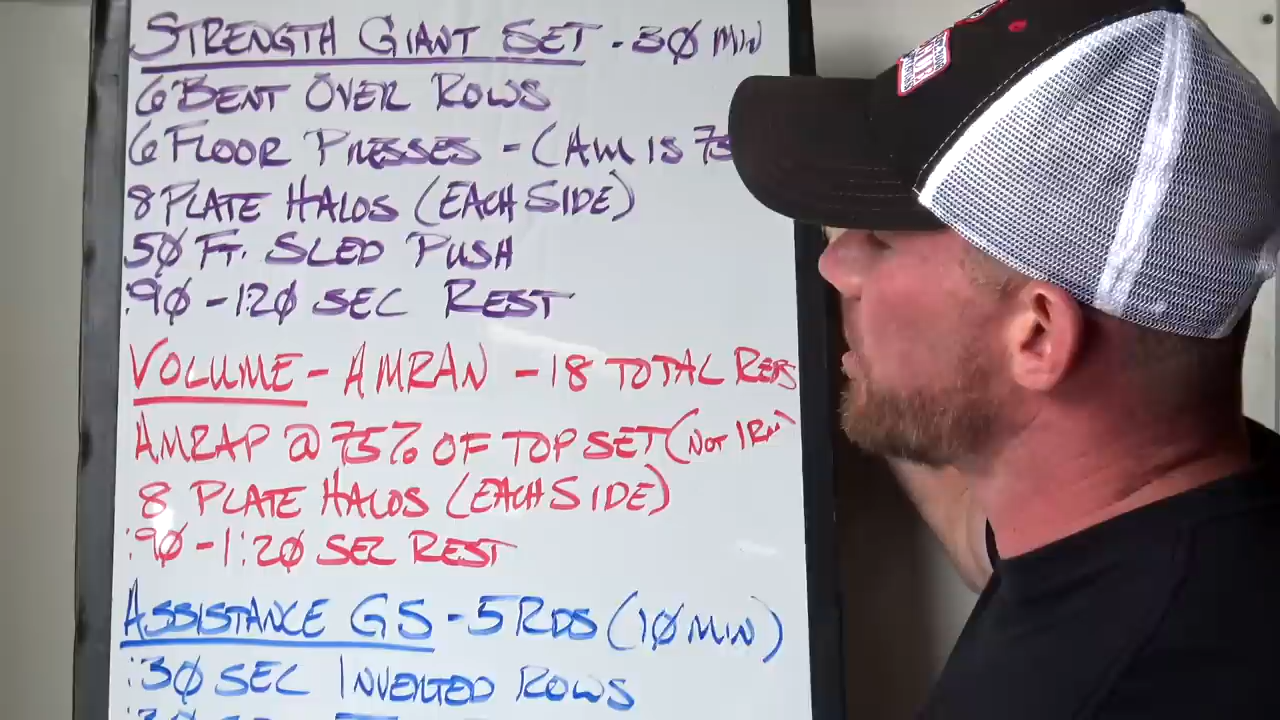 STRENGTH GIANT SET - 30 MIN
6 BENT OVER ROWS
6 FLOOR PRESSES - (AM IS 75
8 PLATE HALOS (EACH SIDE)
50 FT. SLED PUSH
:90 - 1:20 SEC REST
VOLUME - AMRAN - 18 TOTAL REPS
AMRAP @ 75% OF TOP SET (NOT 1RM)
8 PLATE HALOS (EACH SIDE)
:90 - 1:20 SEC REST
ASSISTANCE GS - 5 RDS (10 MIN)
:30 SEC INVERTED ROWS